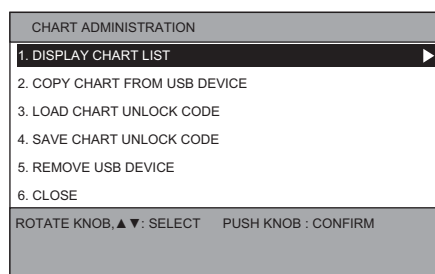 CHART ADMINISTRATION
1. DISPLAY CHART LIST
2. COPY CHART FROM USB DEVICE
3. LOAD CHART UNLOCK CODE
4. SAVE CHART UNLOCK CODE
5. REMOVE USB DEVICE
6. CLOSE
ROTATE KNOB,▲▼: SELECT PUSH KNOB : CONFIRM